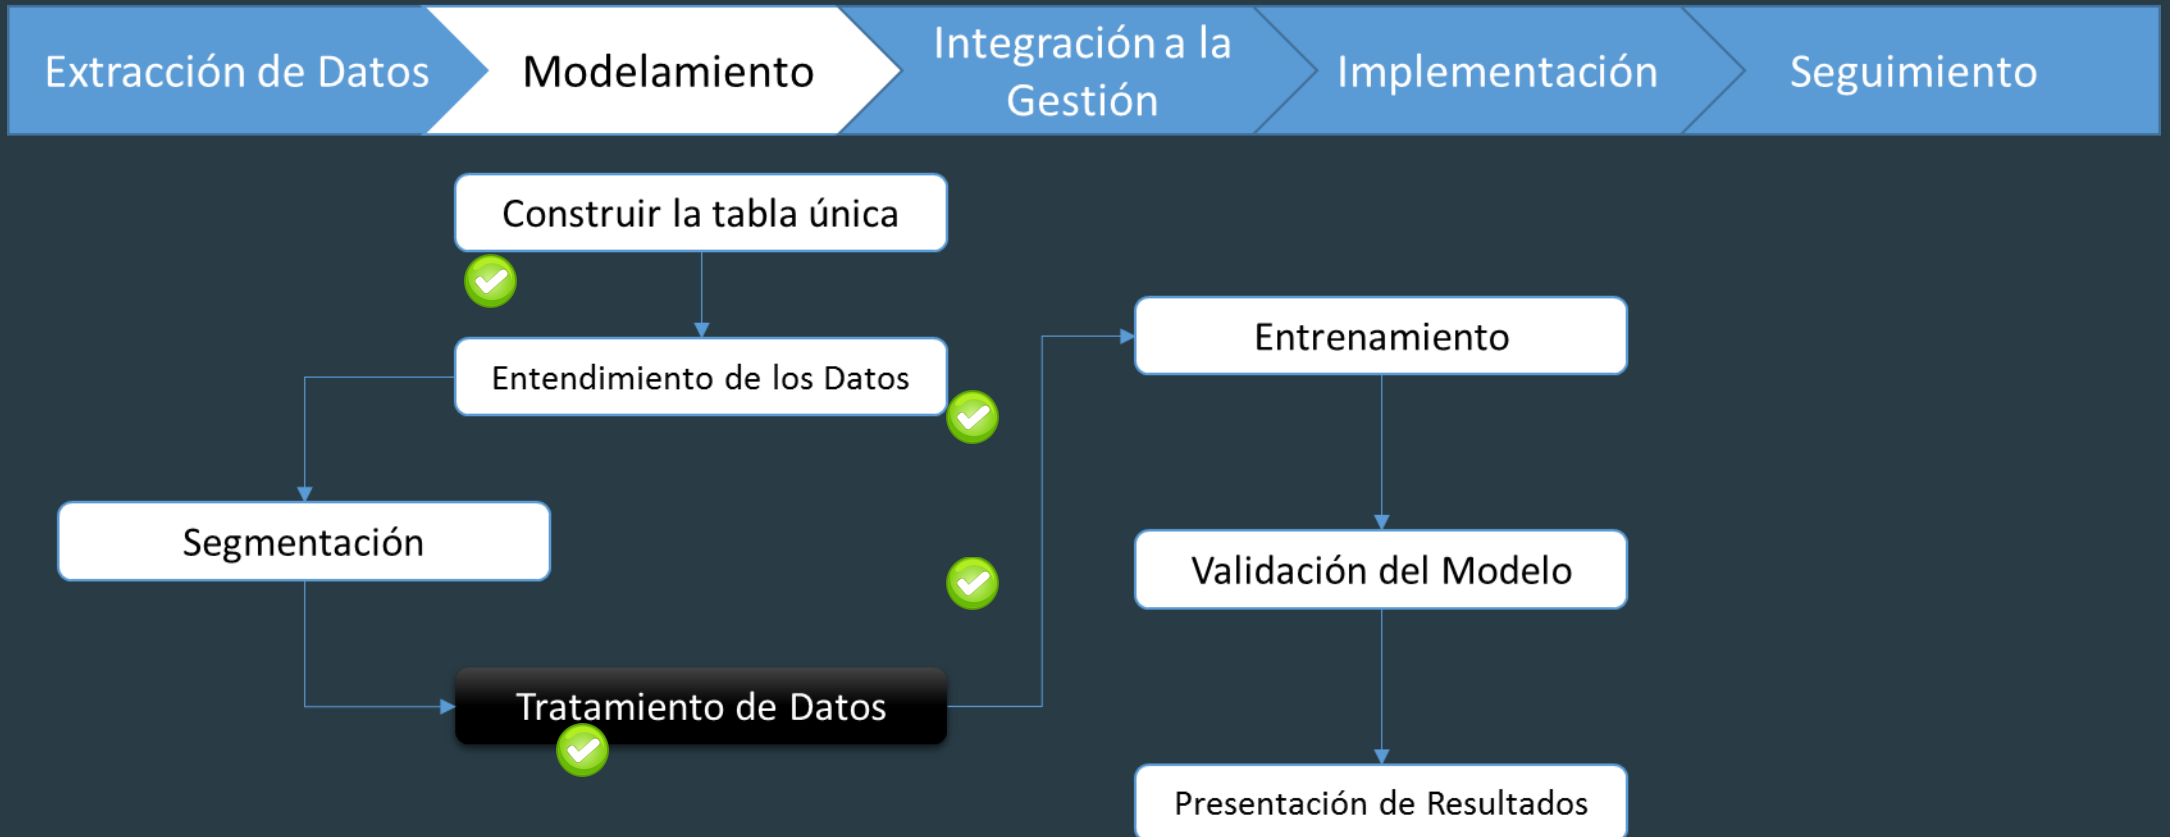 Extracción de Datos
Modelamiento
Integración a la
Gestión
Implementación
Seguimiento
Construir la tabla única
Entendimiento de los Datos
Segmentación
Tratamiento de Datos
Entrenamiento
Validación del Modelo
Presentación de Resultados